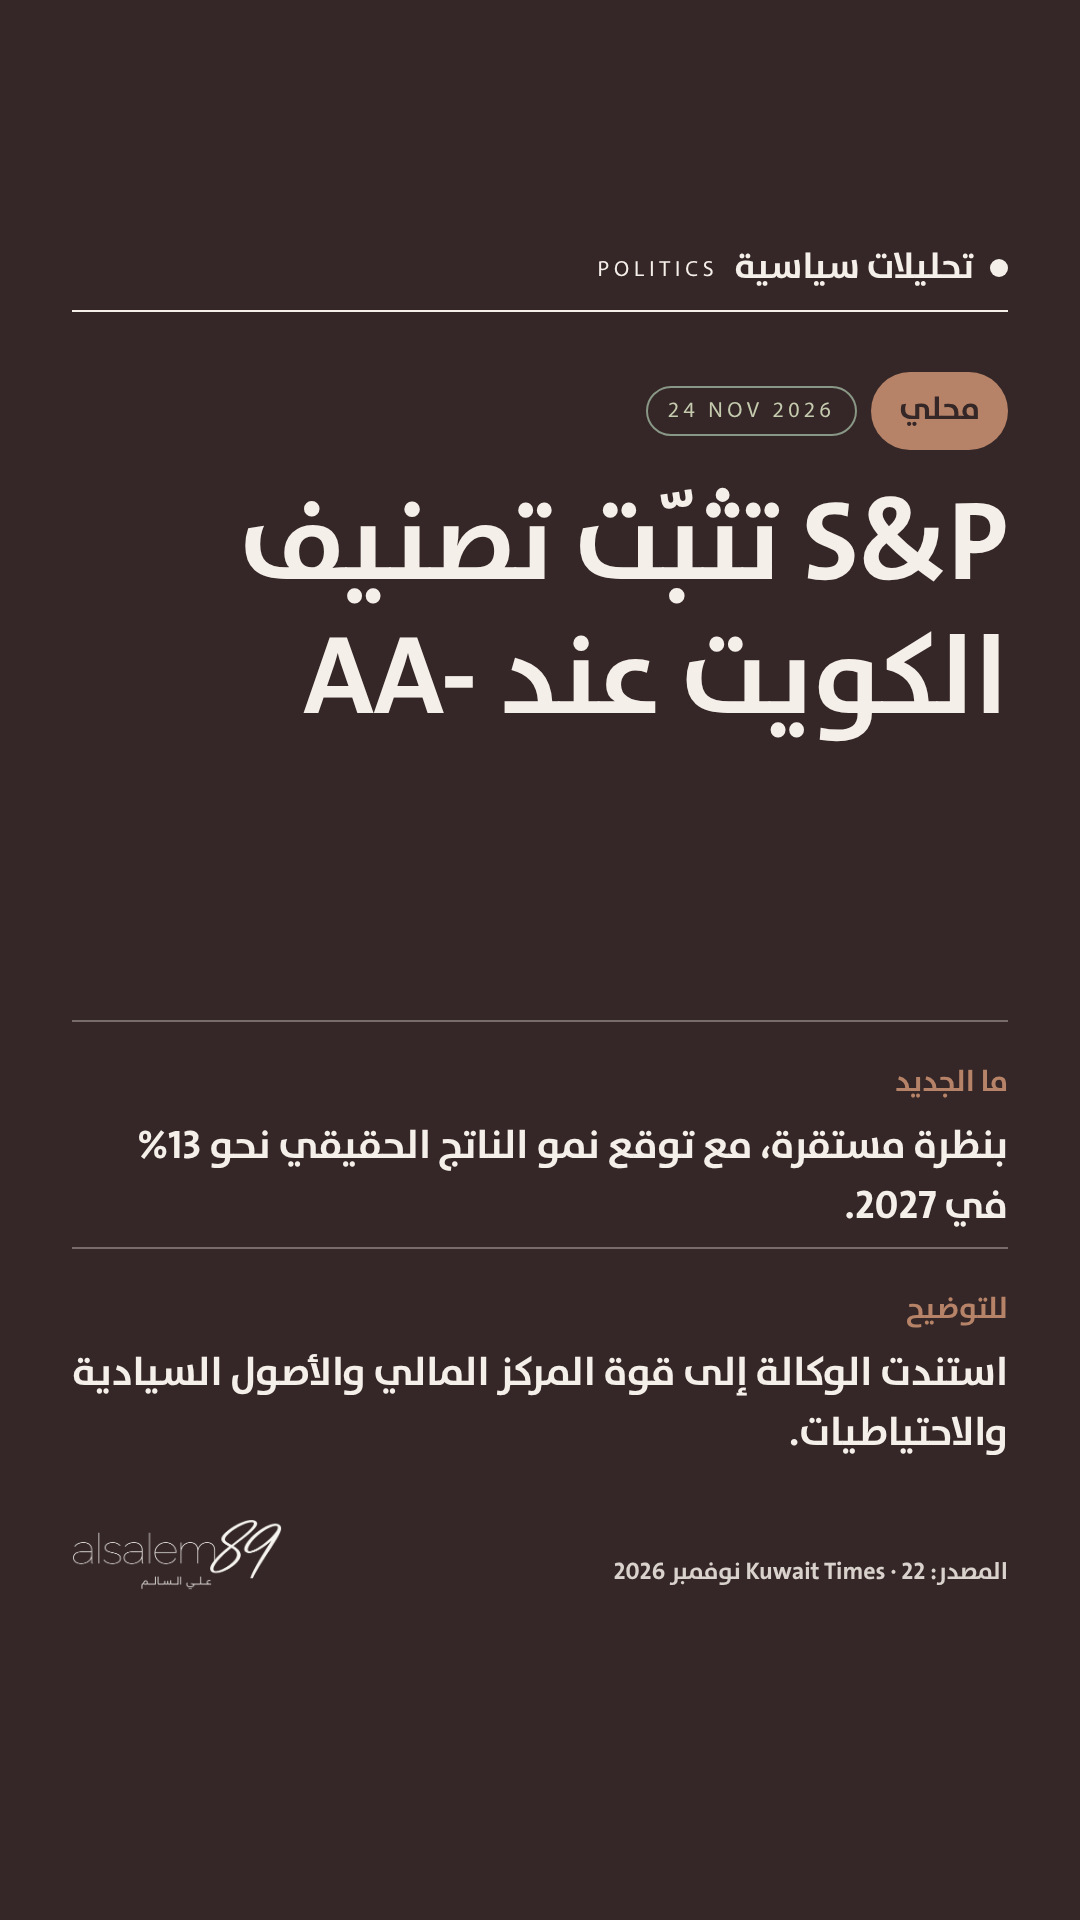 تحليلات سياسية POLITICS
محلي 24 NOV 2026
S&P تثبّت تصنيف
الكويت عند -AA
ما الجديد
بنظرة مستقرة، مع توقع نمو الناتج الحقيقي نحو 13%
في 2027.
للتوضيح
استندت الوكالة إلى قوة المركز المالي والأصول السيادية
والاحتياطيات.
المصدر: Kuwait Times · 22 نوفمبر 2026
alsalem89
علي السالم